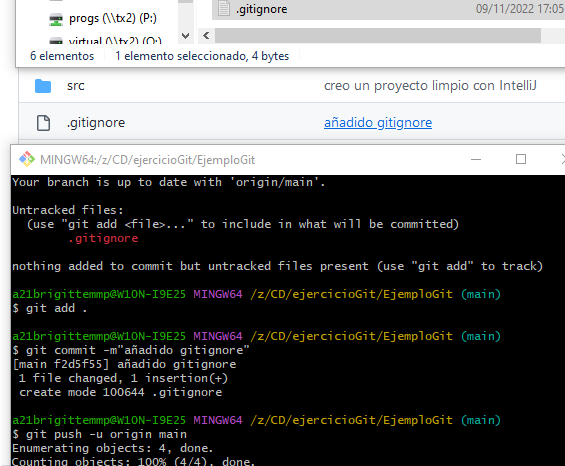 progs (\\tx2) (P:)
.gitignore 09/11/2022 17:05
virtual (\\tx2) (Q:)
6 elementos 1 elemento seleccionado, 4 bytes
src creo un proyecto limpio con IntelliJ
.gitignore añadido gitignore
MINGW64:/z/CD/ejercicioGit/EjemploGit
Your branch is up to date with 'origin/main'.
Untracked files:
(use "git add <file>..." to include in what will be committed)
.gitignore
nothing added to commit but untracked files present (use "git add" to track)
a21brigittemmp@W10N-I9E25 MINGW64 /z/CD/ejercicioGit/EjemploGit (main)
$ git add .
a21brigittemmp@W10N-I9E25 MINGW64 /z/CD/ejercicioGit/EjemploGit (main)
$ git commit -m"añadido gitignore"
[main f2d5f55] añadido gitignore
1 file changed, 1 insertion(+)
create mode 100644 .gitignore
a21brigittemmp@W10N-I9E25 MINGW64 /z/CD/ejercicioGit/EjemploGit (main)
$ git push -u origin main
Enumerating objects: 4, done.
Counting objects: 100% (4/4), done.